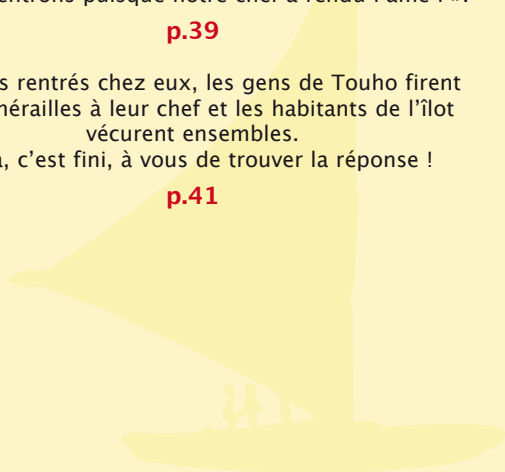 puisque notre chef a rendu l'âme ! ».
p.39
rentrés chez eux, les gens de Touho firent
à leur chef et les habitants de l'îlot
vécurent ensembles.
c'est fini, à vous de trouver la réponse !
p.41